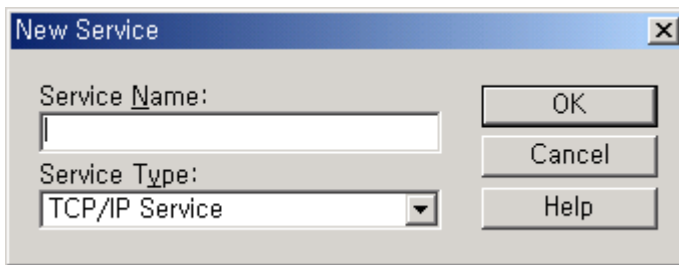 New Service
Service Name:
OK
Cancel
Service Type:
TCP/IP Service
Help